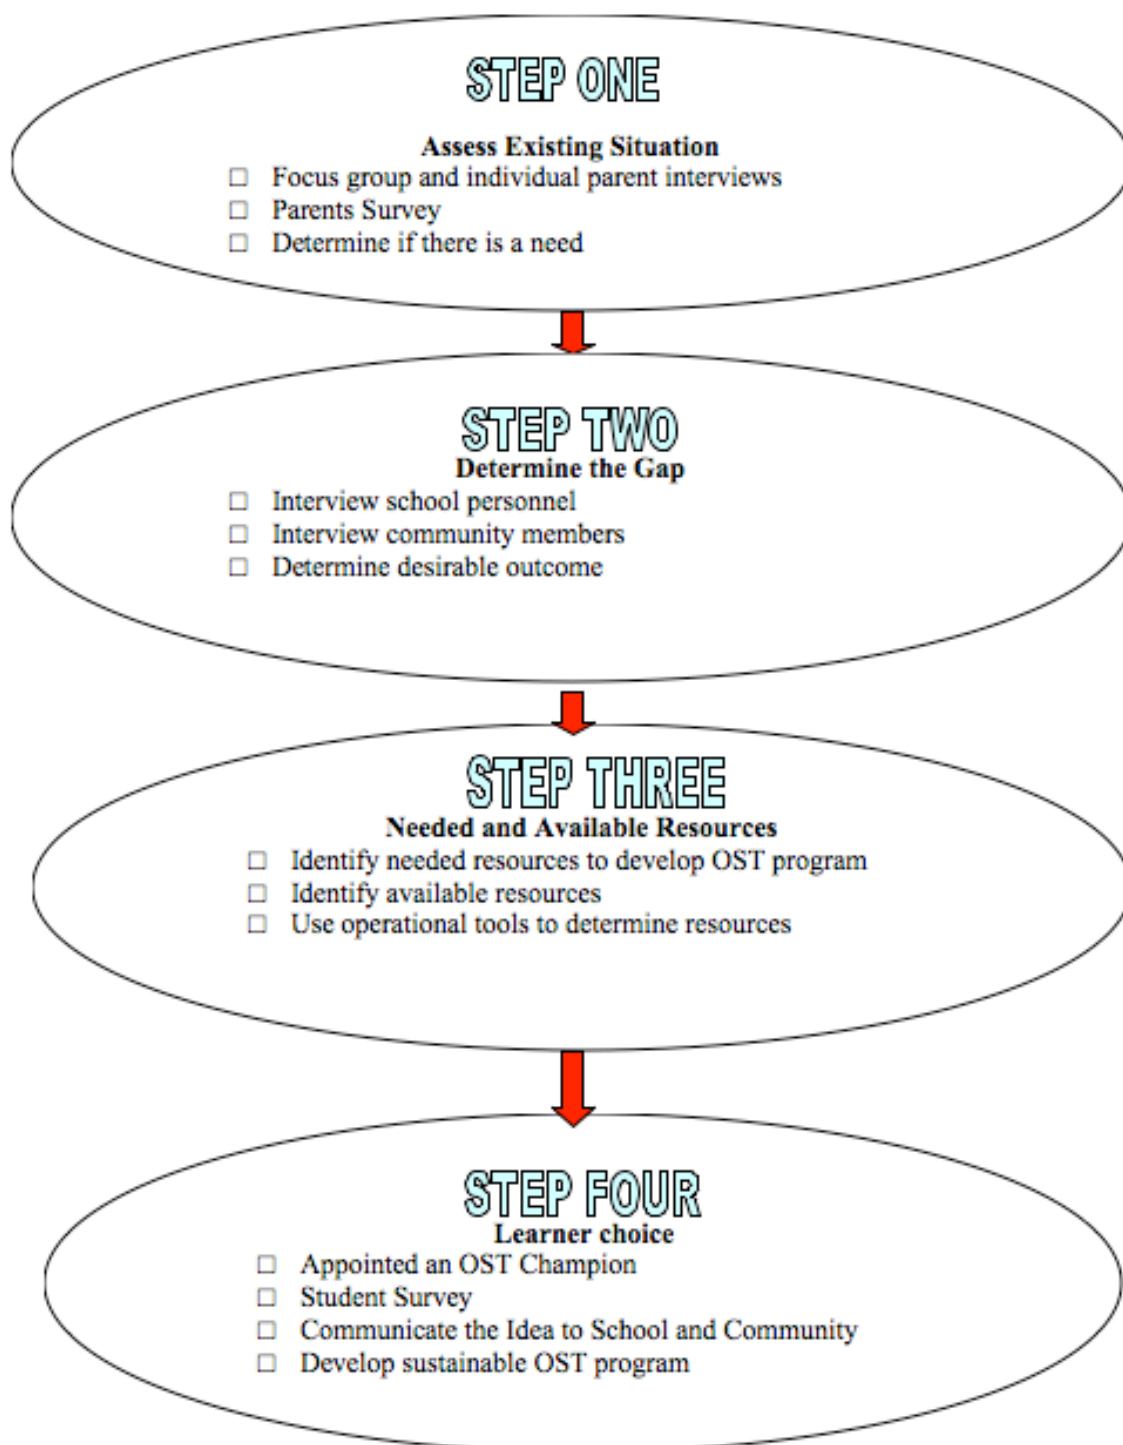 STEP ONE
Assess Existing Situation
☐ Focus group and individual parent interviews
☐ Parents Survey
☐ Determine if there is a need
STEP TWO
Determine the Gap
☐ Interview school personnel
☐ Interview community members
☐ Determine desirable outcome
STEP THREE
Needed and Available Resources
☐ Identify needed resources to develop OST program
☐ Identify available resources
☐ Use operational tools to determine resources
STEP FOUR
Learner choice
☐ Appointed an OST Champion
☐ Student Survey
☐ Communicate the Idea to School and Community
☐ Develop sustainable OST program